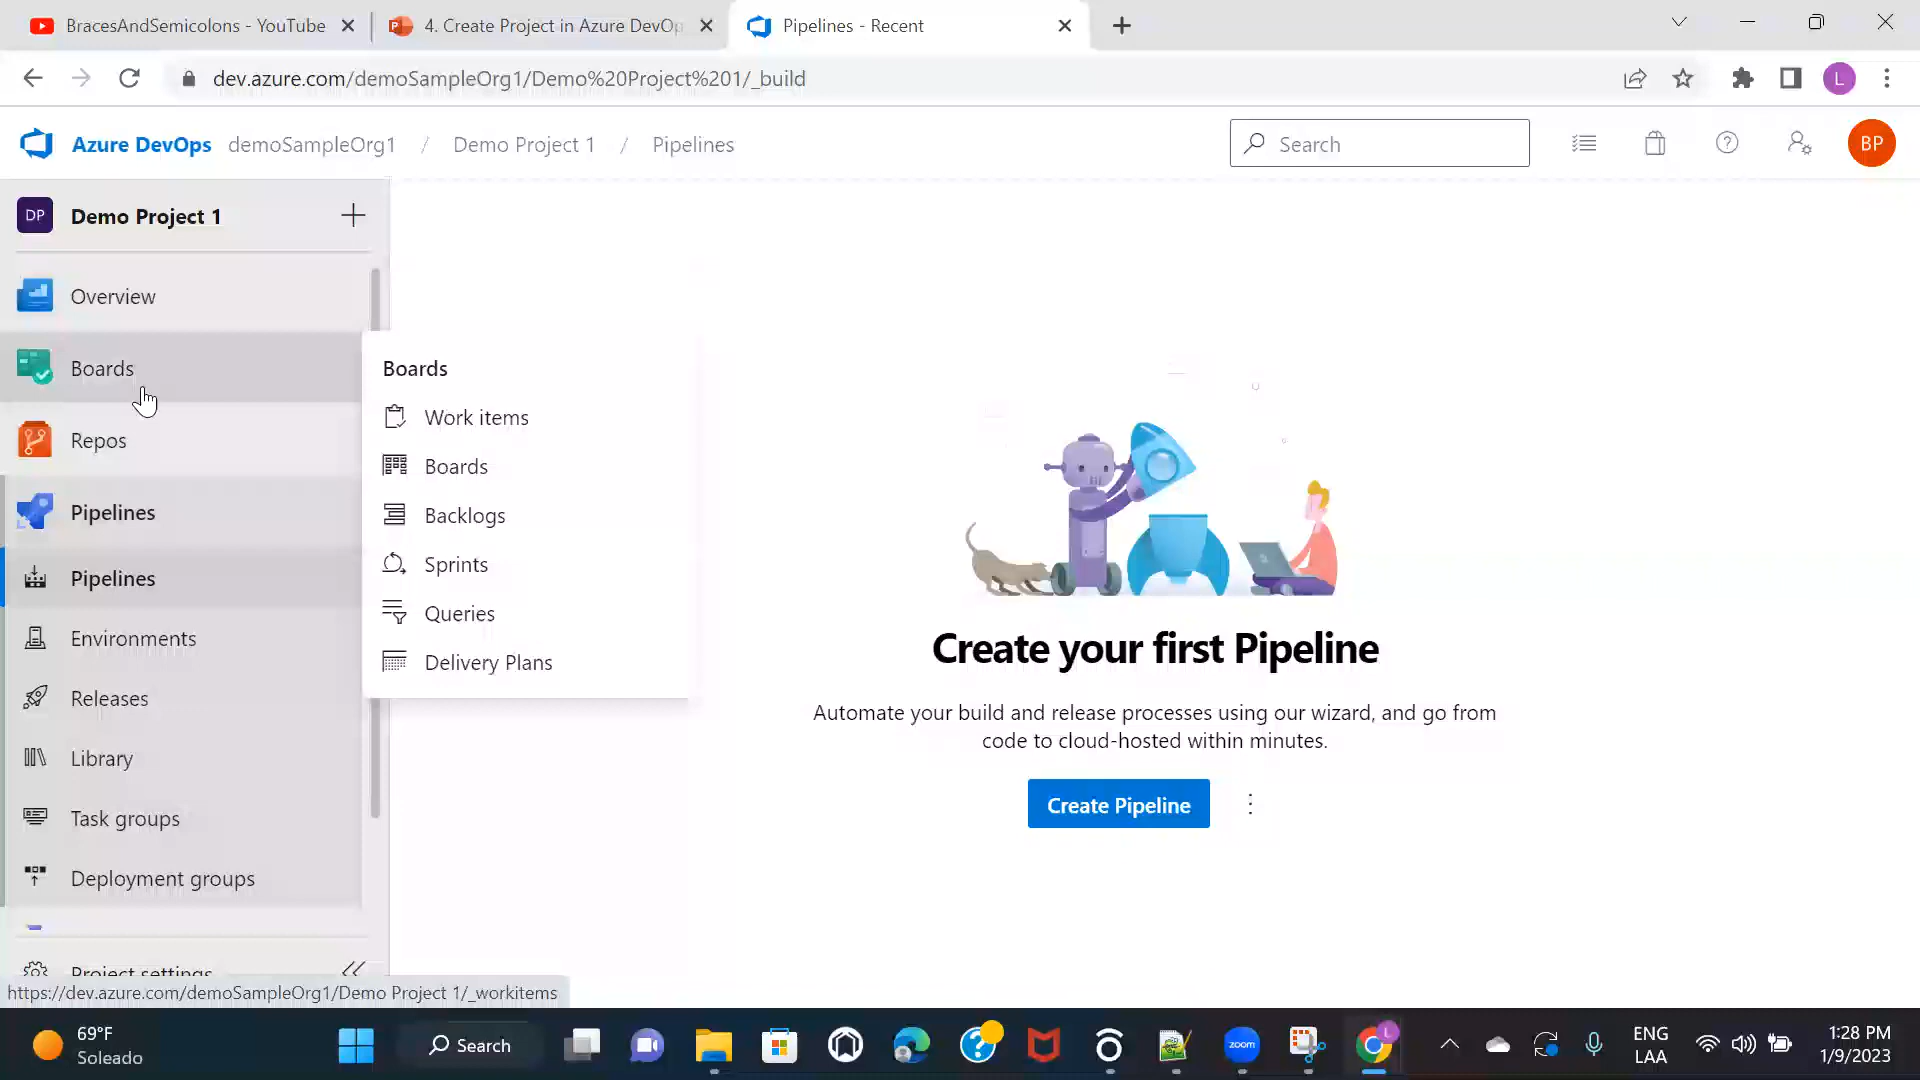 BracesAndSemicolons - YouTube
4. Create Project in Azure DevOp
Pipelines - Recent
dev.azure.com/demoSampleOrg1/Demo%20Project%201/_build
L
Azure DevOps
demoSampleOrg1 / Demo Project 1 / Pipelines
Search
BP
DP
Demo Project 1
Overview
Boards
Repos
Pipelines
Pipelines
Environments
Releases
Library
Task groups
Deployment groups
Project settings
Boards
Work items
Boards
Backlogs
Sprints
Queries
Delivery Plans
Create your first Pipeline
Automate your build and release processes using our wizard, and go from
code to cloud-hosted within minutes.
Create Pipeline
https://dev.azure.com/demoSampleOrg1/Demo Project 1/_workitems
69°F
Soleado
Search
zoom
L
ENG
LAA
1:28 PM
1/9/2023